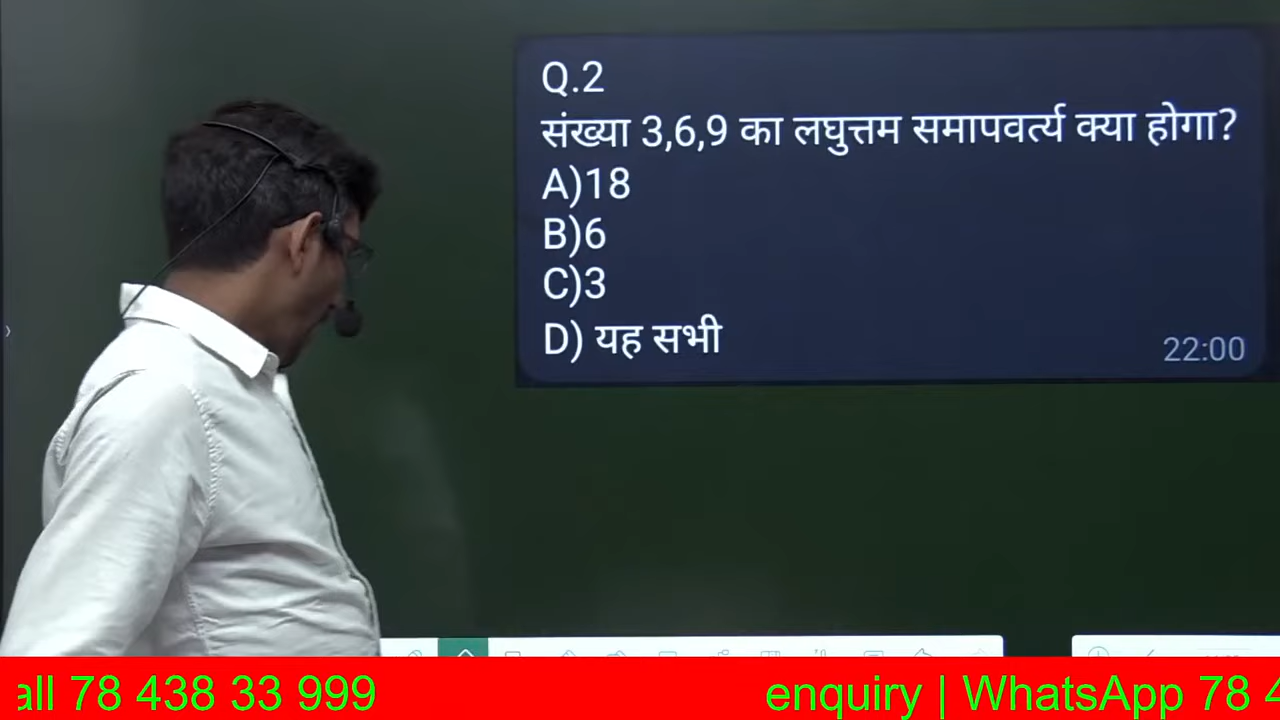 Q.2
संख्या 3,6,9 का लघुत्तम समापवर्त्य क्या होगा?
A)18
B)6
C)3
D) यह सभी
22:00
all 78 438 33 999 enquiry | WhatsApp 78 4